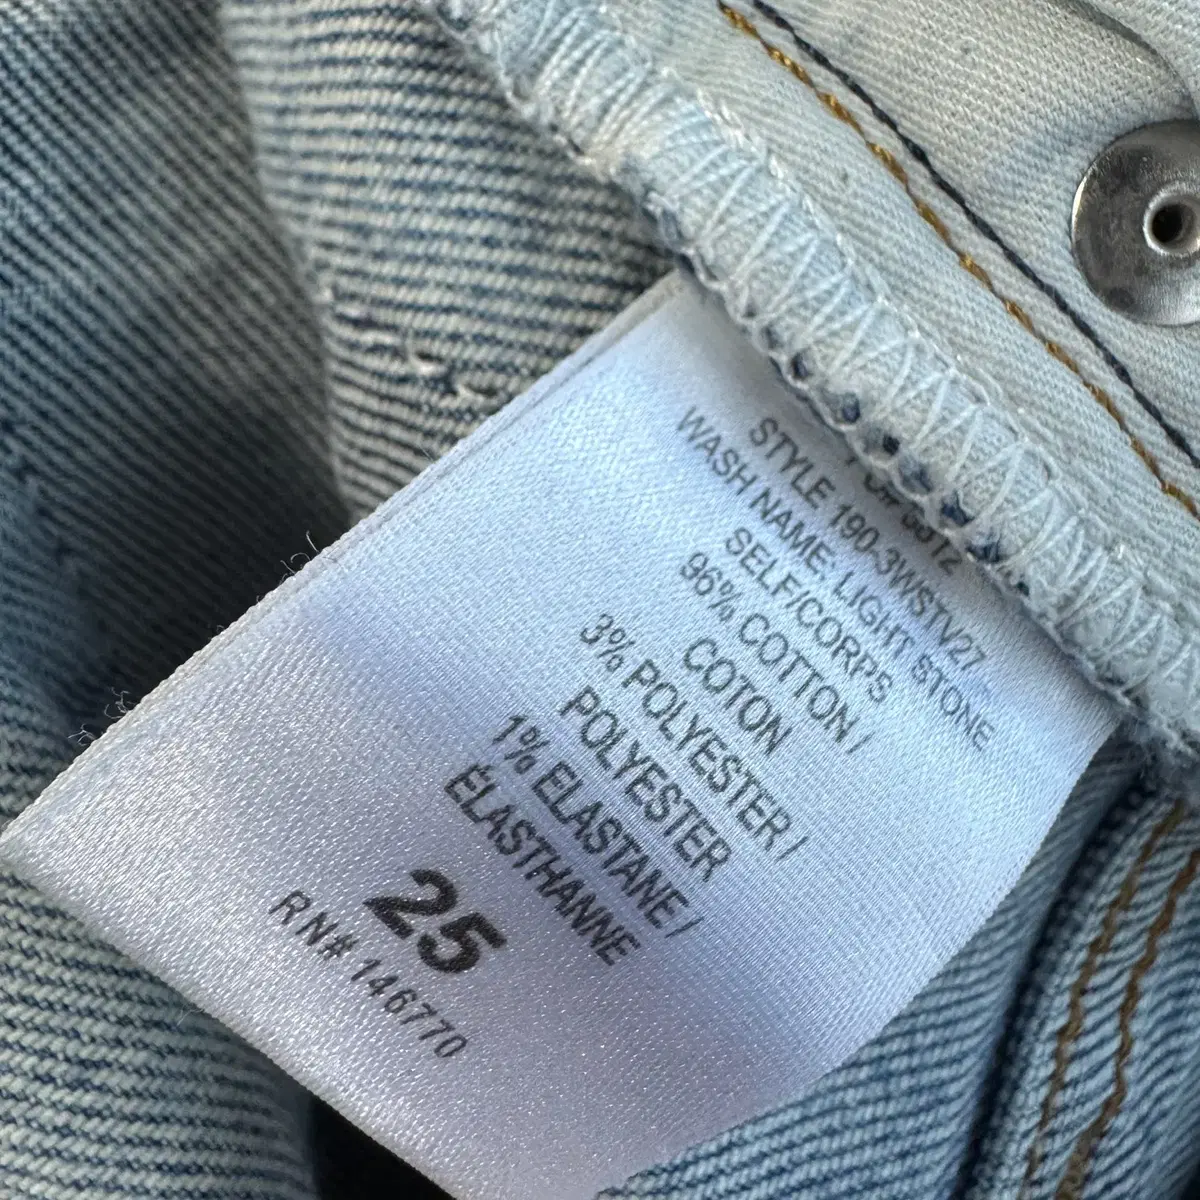 STYLE 190-3WSTV27
WASH NAME: LIGHT STONE
SELF/CORPS
96% COTTON /
COTON
3% POLYESTER /
POLYESTER
1% ELASTANE /
ÉLASTHANNE
25
RN# 146770